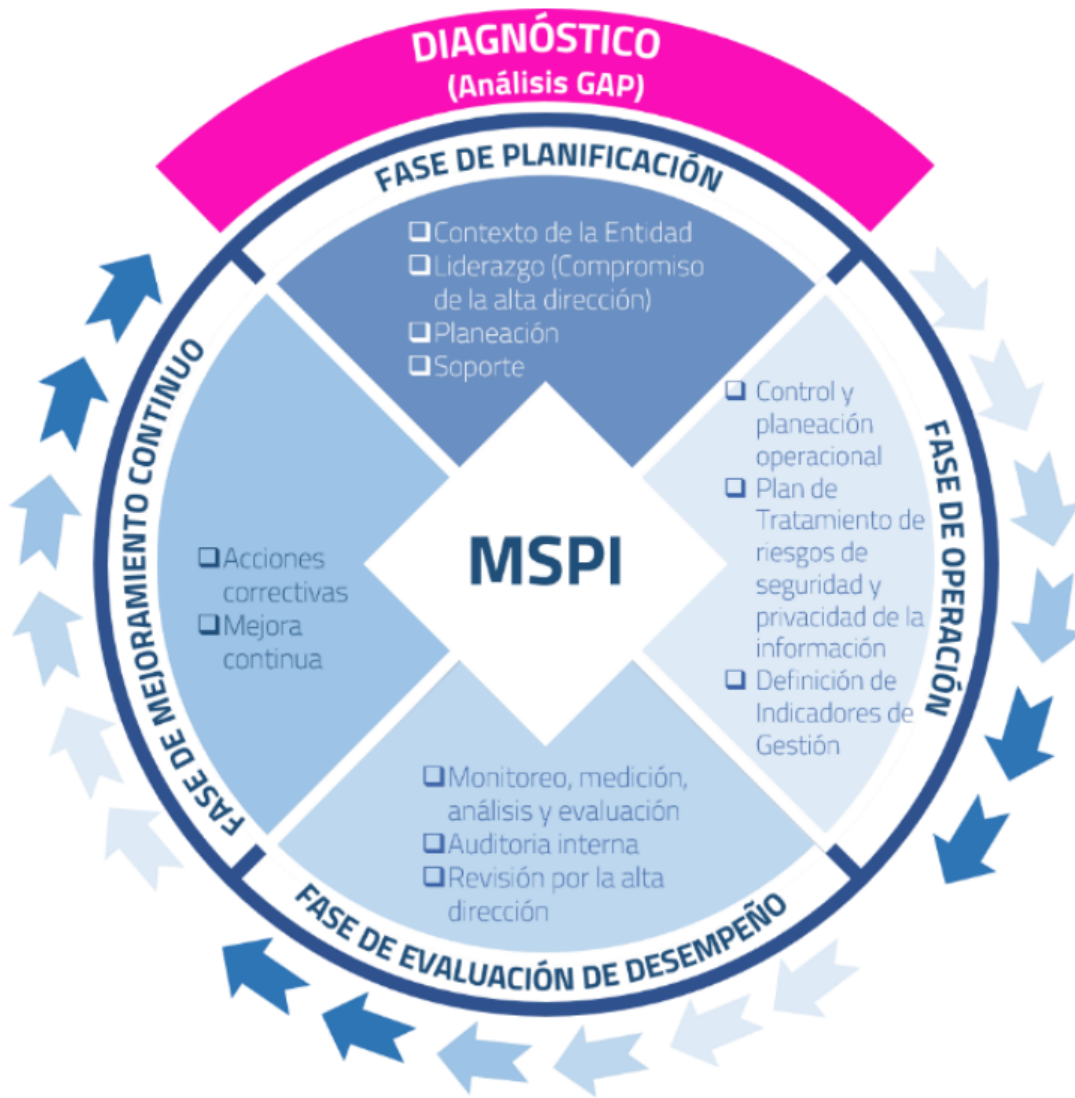 DIAGNÓSTICO
(Análisis GAP)
FASE DE PLANIFICACIÓN
Contexto de la Entidad
Liderazgo (Compromiso
de la alta dirección)
Planeación
Soporte
FASE DE OPERACIÓN
Control y
planeación
operacional
Plan de
Tratamiento de
riesgos de
seguridad y
privacidad de la
información
Definición de
Indicadores de
Gestión
MSPI
FASE DE EVALUACIÓN DE DESEMPEÑO
Monitoreo, medición,
análisis y evaluación
Auditoria interna
Revisión por la alta
dirección
FASE DE MEJORAMIENTO CONTINUO
Acciones
correctivas
Mejora
continua